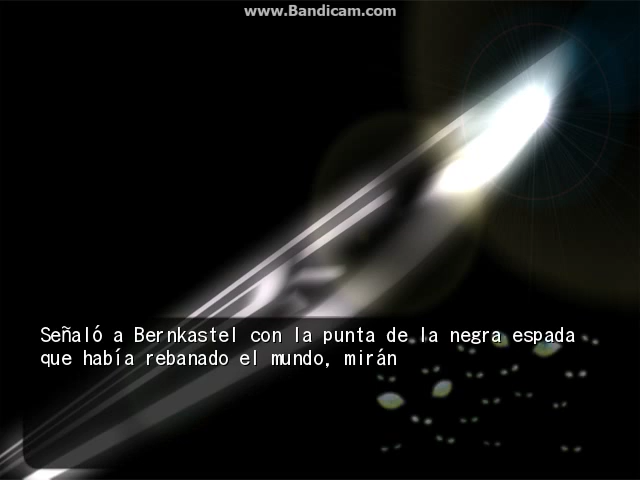 www.Bandicam.com
Señaló a Bernkastel con la punta de la negra espada
que había rebanado el mundo, mirán